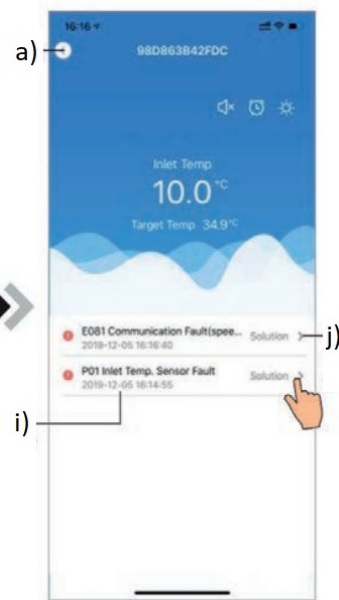 16:16
a)
98D863B42FDC
Inlet Temp
10.0 °C
Target Temp 34.9°C
E081 Communication Fault(spee... Solution
j)
2019-12-05 16:16:40
P01 Inlet Temp. Sensor Fault Solution
2019-12-05 16:14:55
i)